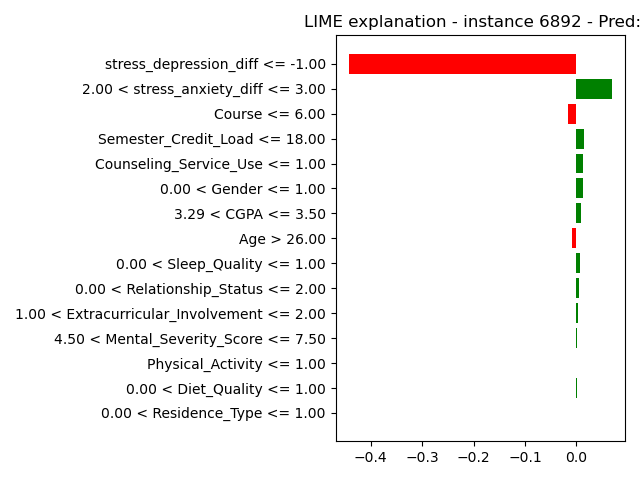 LIME explanation - instance 6892 - Pred:
stress_depression_diff <= -1.00
2.00 < stress_anxiety_diff <= 3.00
Course <= 6.00
Semester_Credit_Load <= 18.00
Counseling_Service_Use <= 1.00
0.00 < Gender <= 1.00
3.29 < CGPA <= 3.50
Age > 26.00
0.00 < Sleep_Quality <= 1.00
0.00 < Relationship_Status <= 2.00
1.00 < Extracurricular_Involvement <= 2.00
4.50 < Mental_Severity_Score <= 7.50
Physical_Activity <= 1.00
0.00 < Diet_Quality <= 1.00
0.00 < Residence_Type <= 1.00
−0.4 −0.3 −0.2 −0.1 0.0